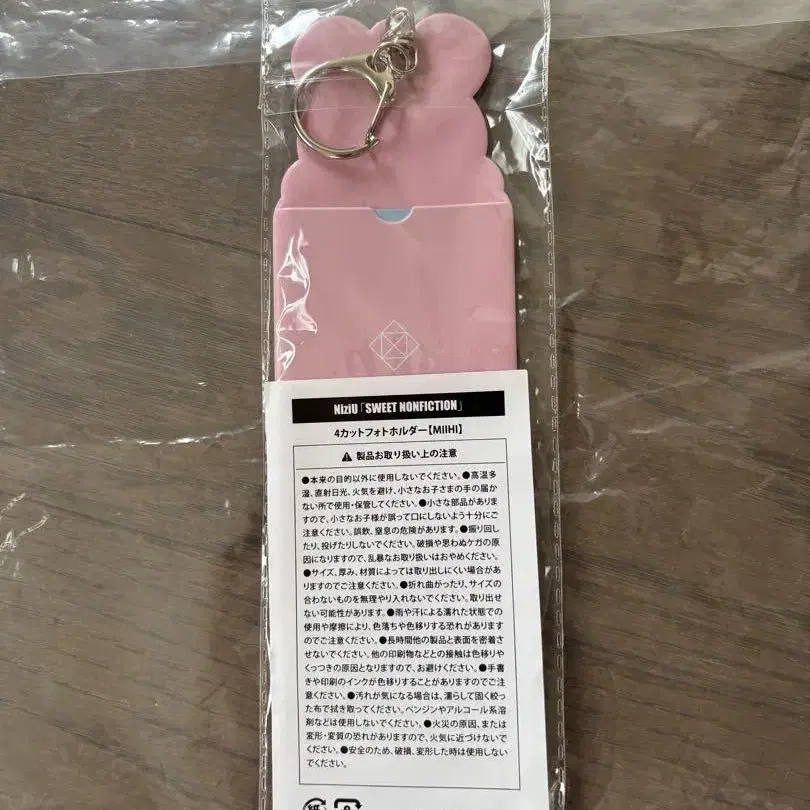 NiziU「SWEET NONFICTION」
4カットフォトホルダー【MIIHI】
⚠ 製品お取り扱い上の注意
●本来の目的以外に使用しないでください。●高温多
湿、直射日光、火気を避け、小さなお子さまの手の届か
ない所で使用・保管してください。●小さな部品がありま
すので、小さなお子様が誤って口にしないよう十分にご
注意ください。誤飲、窒息の危険があります。●振り回し
たり、投げたりしないでください。破損や思わぬケガの原
因になりますので、乱暴なお取り扱いはおやめください。
●サイズ、厚み、材質によっては取り出しにくい場合があ
りますのでご注意ください。●折れ曲がったり、サイズの
合わないものを無理やり入れないでください。取り出せ
ない可能性があります。●雨や汗による濡れた状態での
使用や摩擦により、色落ちや色移りする恐れがあります
のでご注意ください。●長時間他の製品と表面を密着さ
せないでください。他の印刷物などとの接触は色移りや
くっつきの原因となりますので、お避けください。●手書
きや印刷のインクが色移りすることがありますのでご注
意ください。●汚れが気になる場合は、濡らして固く絞っ
た布で拭き取ってください。ベンジンやアルコール系溶
剤などは使用しないでください。●火災の原因、または
変形・変質の恐れがありますので、火気に近づけないで
ください。●安全のため、破損、変形した時は使用しない
でください。